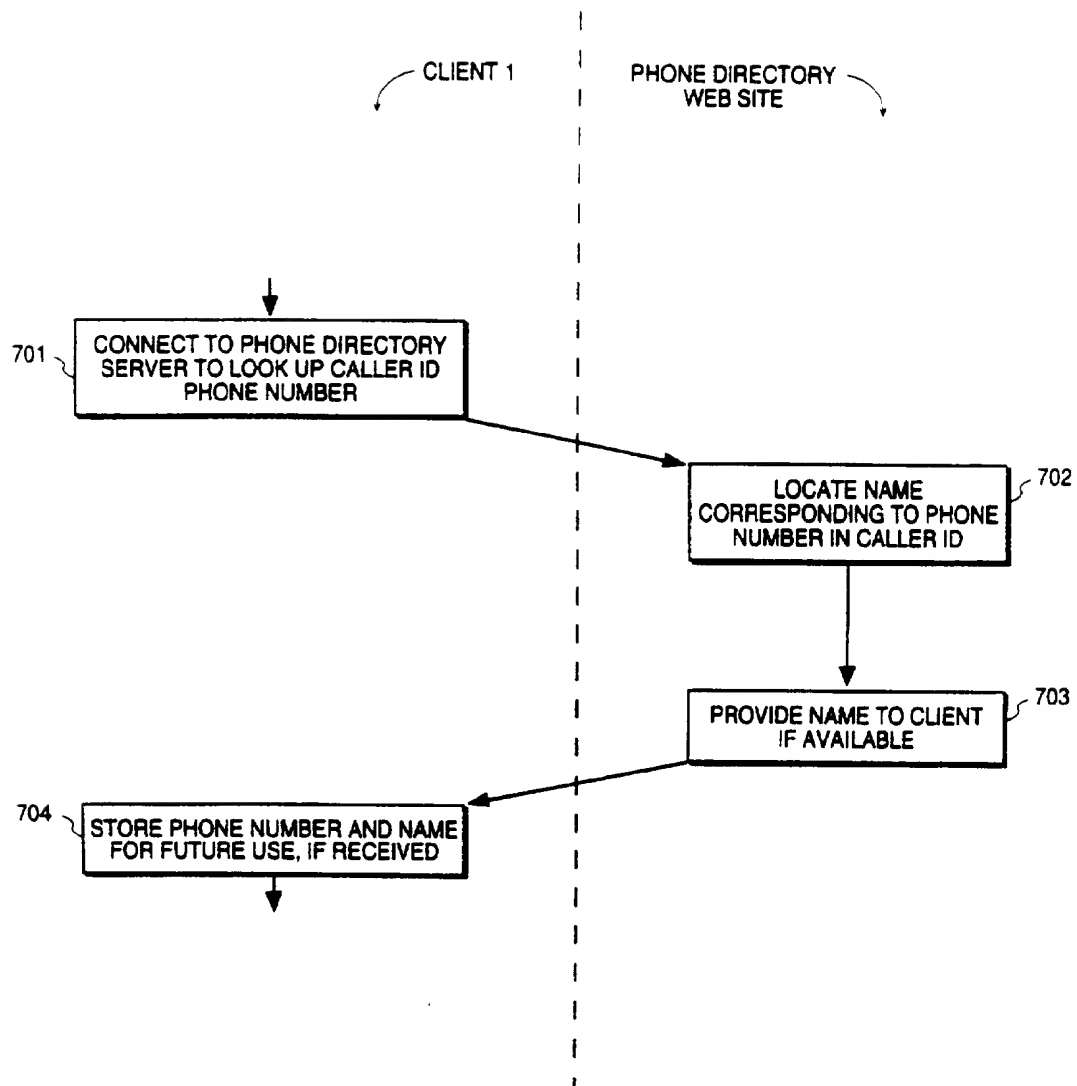 CLIENT 1
PHONE DIRECTORY
WEB SITE
701
CONNECT TO PHONE DIRECTORY
SERVER TO LOOK UP CALLER ID
PHONE NUMBER
702
LOCATE NAME
CORRESPONDING TO PHONE
NUMBER IN CALLER ID
703
PROVIDE NAME TO CLIENT
IF AVAILABLE
704
STORE PHONE NUMBER AND NAME
FOR FUTURE USE, IF RECEIVED